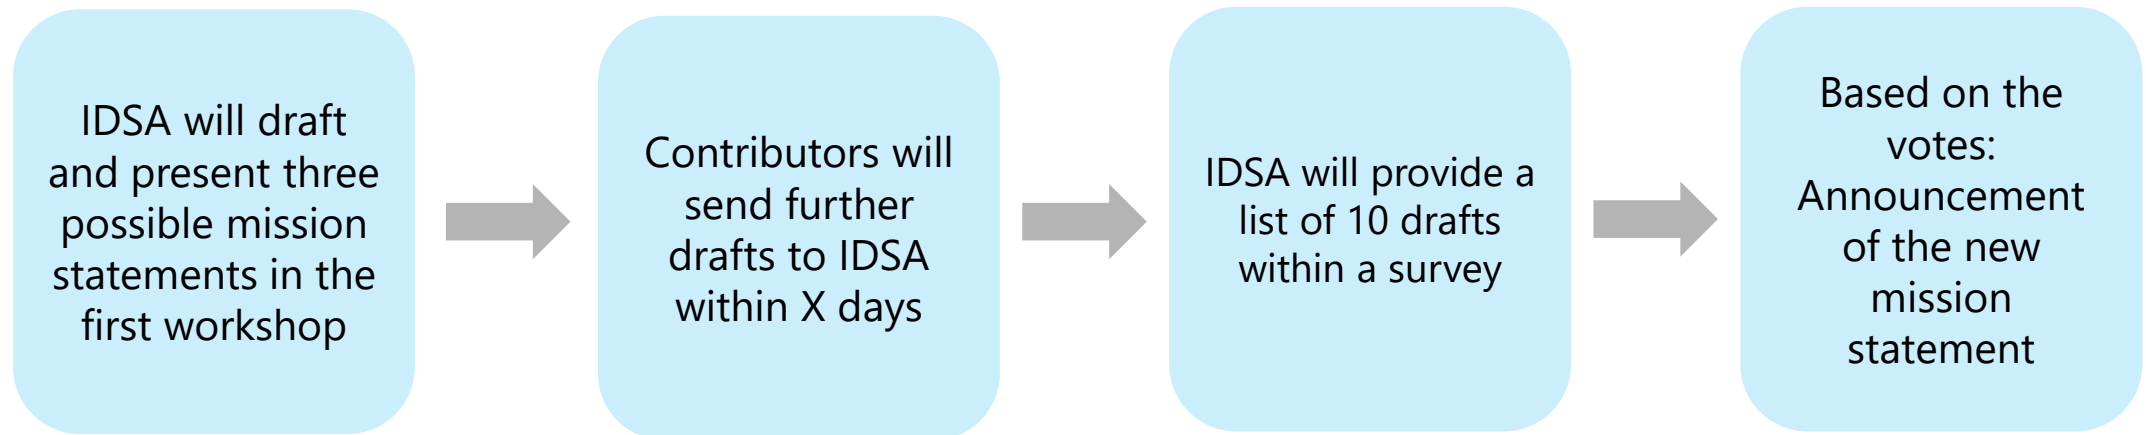 IDSA will draft
and present three
possible mission
statements in the
first workshop
Contributors will
send further
drafts to IDSA
within X days
IDSA will provide a
list of 10 drafts
within a survey
Based on the
votes:
Announcement
of the new
mission
statement